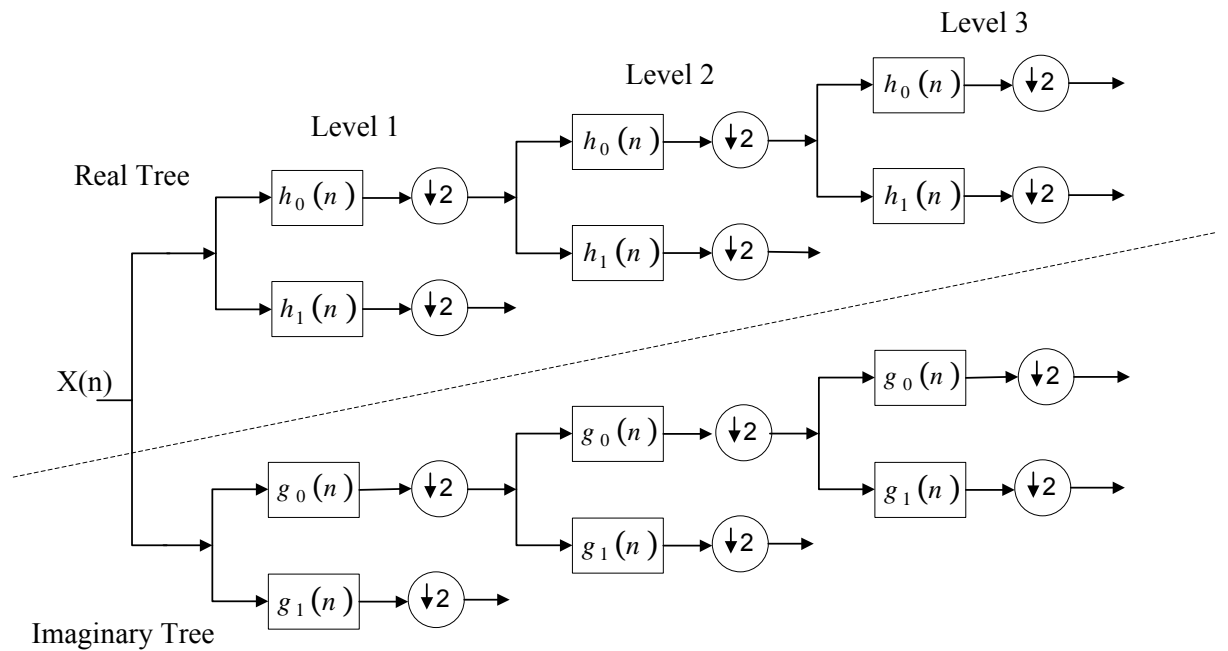 Level 3
h₀(n) ↓2
Level 2
h₀(n) ↓2
Level 1
h₁(n) ↓2
Real Tree
h₀(n) ↓2
h₁(n) ↓2
h₁(n) ↓2
X(n)
g₀(n) ↓2
g₀(n) ↓2
g₀(n) ↓2
g₁(n) ↓2
g₁(n) ↓2
g₁(n) ↓2
Imaginary Tree